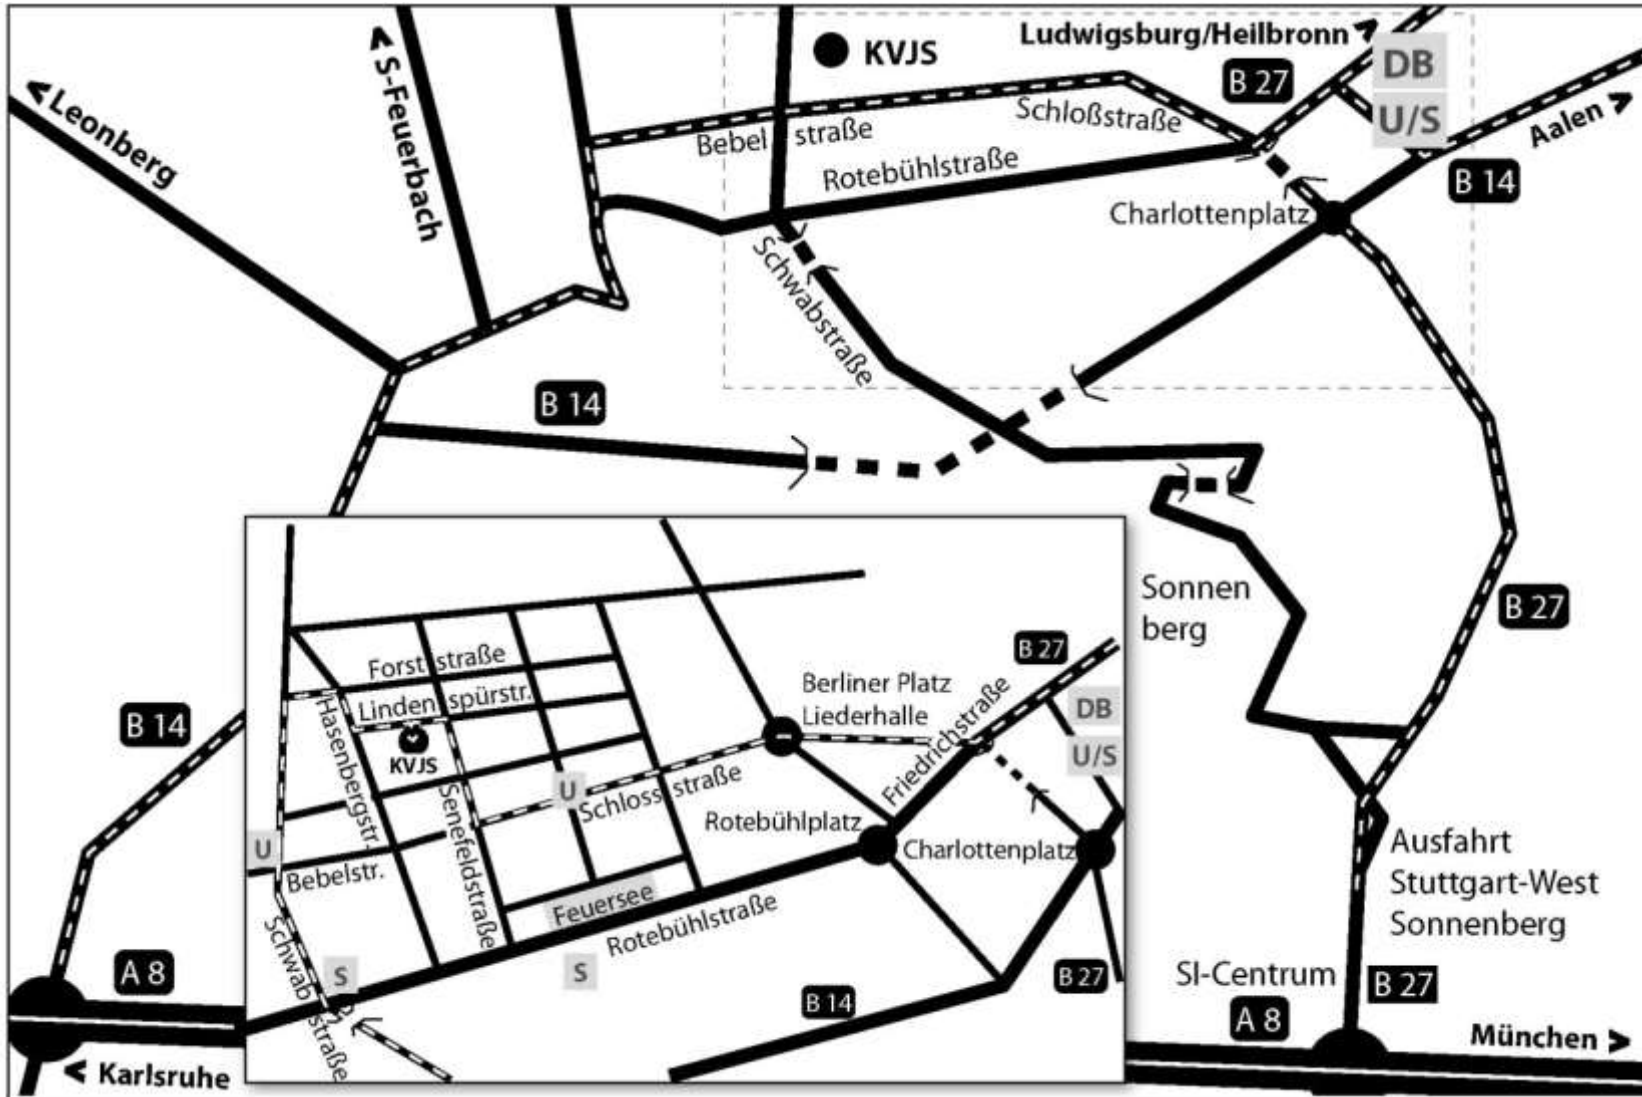 Ludwigsburg/Heilbronn >
< S-Feuerbach
KVJS
DB
B 27
< Leonberg
Schloßstraße
U/S
Aalen >
Bebel straße
Rotebühlstraße
B 14
Charlottenplatz
Schwabstraße
B 14
Sonnen
berg
B 27
B 14
Ausfahrt
Stuttgart-West
Sonnenberg
SI-Centrum
B 27
A 8
A 8
München >
< Karlsruhe
B 27
Forst straße
Berliner Platz
Liederhalle
Linden spürstr.
Friedrichstraße
DB
Hasenbergstr.
KVJS
U/S
U
Schloss straße
Senefeldstraße
Rotebühlplatz
Charlottenplatz
U
Bebelstr.
Feuersee
Rotebühlstraße
Schwab straße
S
S
B 27
B 14